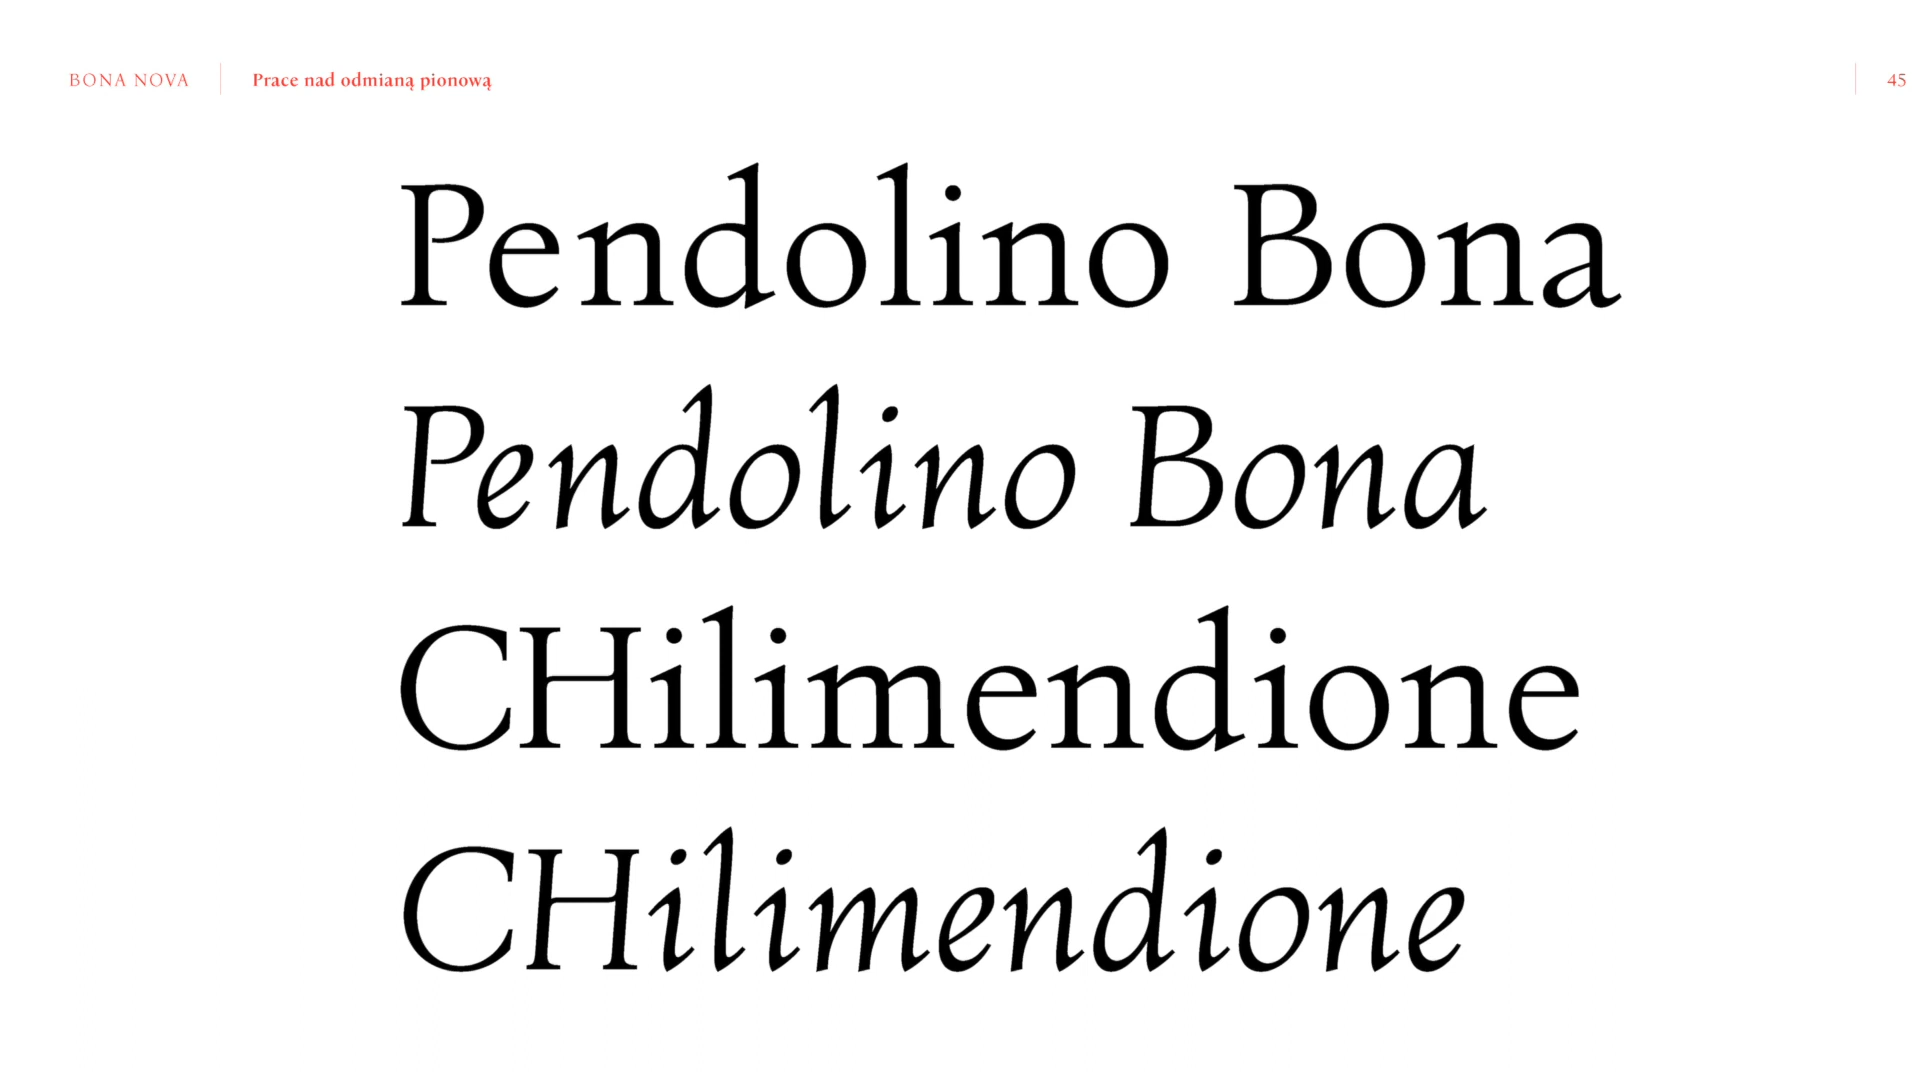 BONA NOVA
Prace nad odmianą pionową
45
Pendolino Bona
Pendolino Bona
CHilimendione
CHilimendione